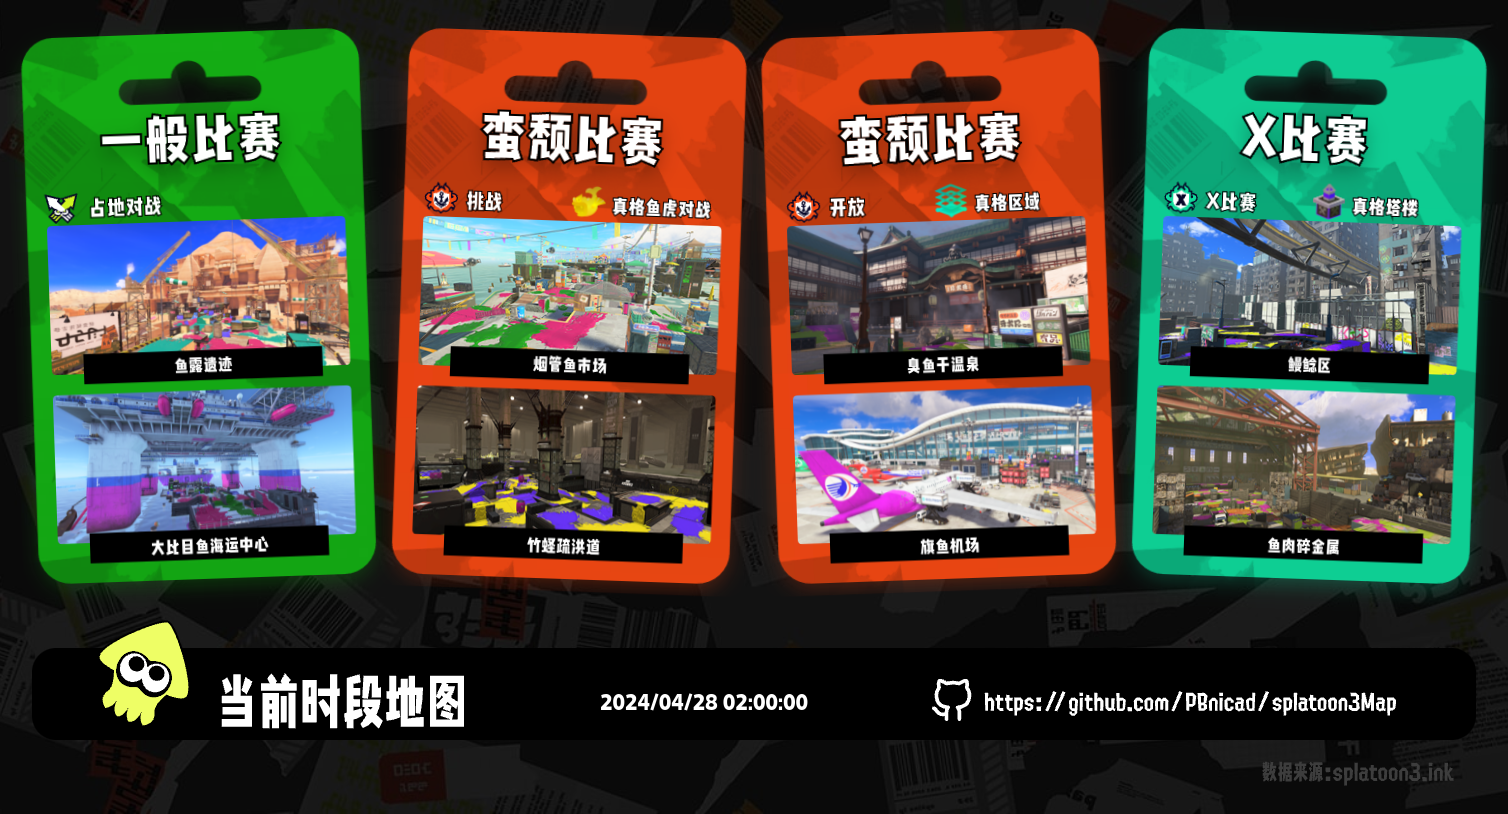 一般比赛
占地对战
鱼露遗迹
大比目鱼海运中心
蛮颓比赛
挑战
真格鱼虎对战
烟管鱼市场
竹蛏疏洪道
蛮颓比赛
开放
真格区域
臭鱼干温泉
旗鱼机场
X比赛
X比赛
真格塔楼
鳗鲶区
鱼肉碎金属
当前时段地图
2024/04/28 02:00:00
https://github.com/PBnicad/splatoon3Map
数据来源:splatoon3.ink